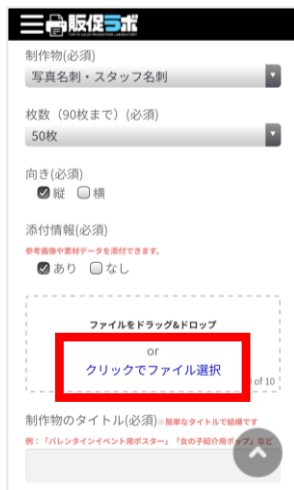 販促ラボ
制作物(必須)
写真名刺・スタッフ名刺
枚数（90枚まで）(必須)
50枚
向き(必須)
縦 横
添付情報(必須)
参考画像や素材データを添付できます。
あり なし
ファイルをドラッグ&ドロップ
or
クリックでファイル選択
of 10
制作物のタイトル(必須)※簡単なタイトルで結構です
例：「バレンタインイベント用ポスター」「女の子紹介用ポップ」など